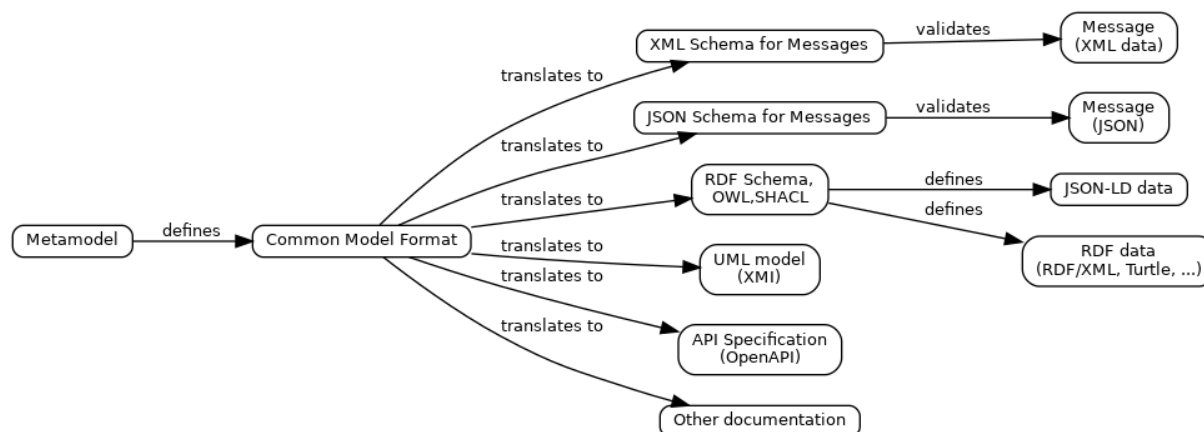 XML Schema for Messages
validates
Message
(XML data)
translates to
JSON Schema for Messages
validates
Message
(JSON)
translates to
RDF Schema,
OWL,SHACL
defines
JSON-LD data
translates to
defines
Metamodel
defines
Common Model Format
translates to
UML model
(XMI)
RDF data
(RDF/XML, Turtle, ...)
translates to
API Specification
(OpenAPI)
translates to
Other documentation